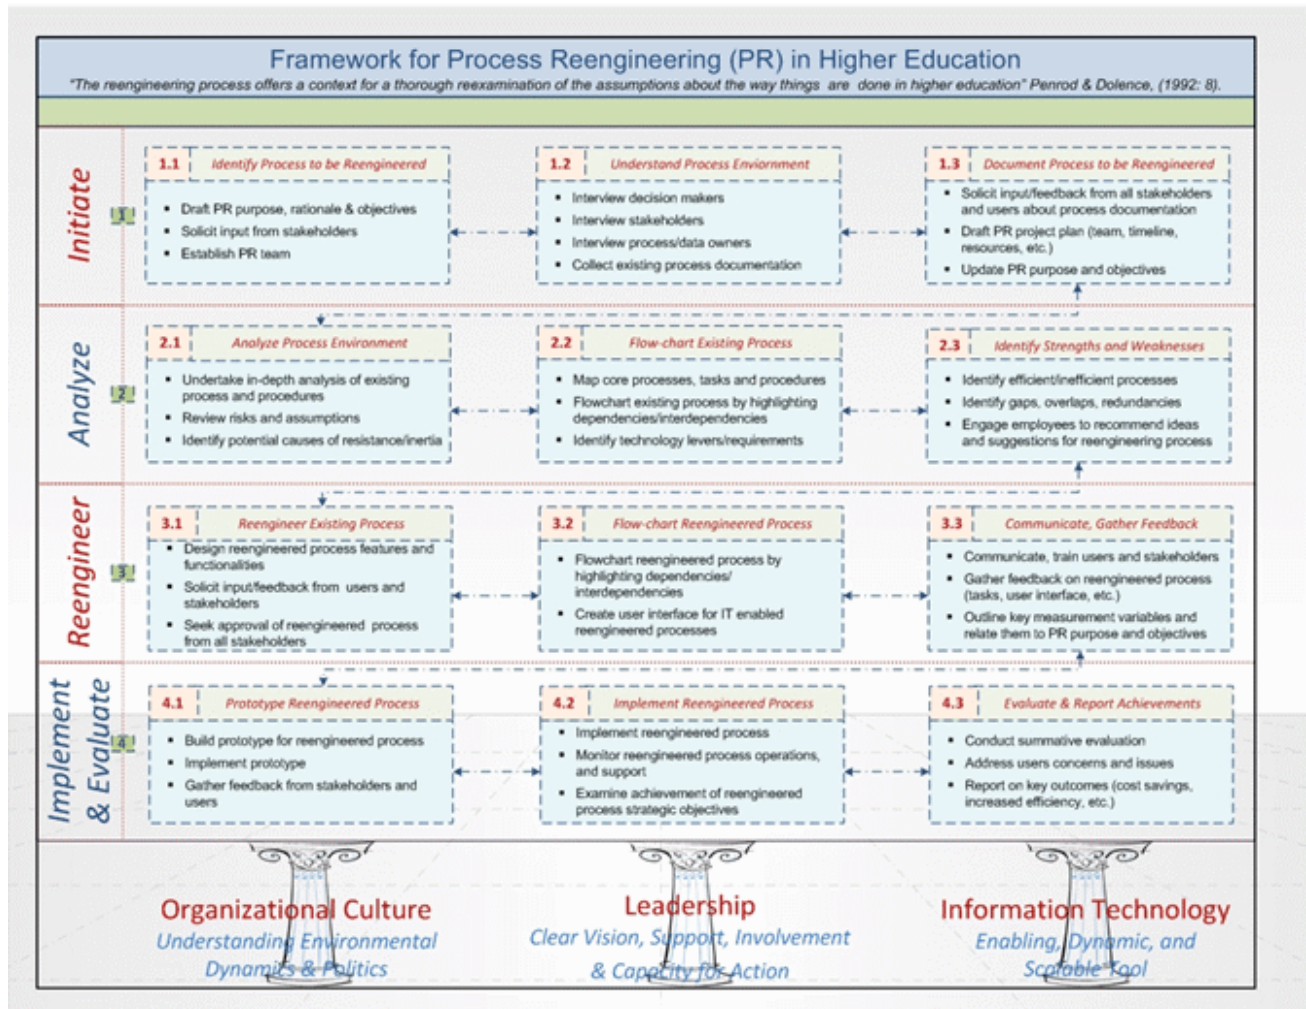 Framework for Process Reengineering (PR) in Higher Education
"The reengineering process offers a context for a thorough reexamination of the assumptions about the way things are done in higher education" Penrod & Dolence, (1992: 8).
Initiate
1
1.1 Identify Process to be Reengineered
▪ Draft PR purpose, rationale & objectives
▪ Solicit input from stakeholders
▪ Establish PR team
1.2 Understand Process Enviornment
▪ Interview decision makers
▪ Interview stakeholders
▪ Interview process/data owners
▪ Collect existing process documentation
1.3 Document Process to be Reengineered
▪ Solicit input/feedback from all stakeholders
and users about process documentation
▪ Draft PR project plan (team, timeline,
resources, etc.)
▪ Update PR purpose and objectives
Analyze
2
2.1 Analyze Process Environment
▪ Undertake in-depth analysis of existing
process and procedures
▪ Review risks and assumptions
▪ Identify potential causes of resistance/inertia
2.2 Flow-chart Existing Process
▪ Map core processes, tasks and procedures
▪ Flowchart existing process by highlighting
dependencies/interdependencies
▪ Identify technology levers/requirements
2.3 Identify Strengths and Weaknesses
▪ Identify efficient/inefficient processes
▪ Identify gaps, overlaps, redundancies
▪ Engage employees to recommend ideas
and suggestions for reengineering process
Reengineer
3
3.1 Reengineer Existing Process
▪ Design reengineered process features and
functionalities
▪ Solicit input/feedback from users and
stakeholders
▪ Seek approval of reengineered process
from all stakeholders
3.2 Flow-chart Reengineered Process
▪ Flowchart reengineered process by
highlighting dependencies/
interdependencies
▪ Create user interface for IT enabled
reengineered processes
3.3 Communicate, Gather Feedback
▪ Communicate, train users and stakeholders
▪ Gather feedback on reengineered process
(tasks, user interface, etc.)
▪ Outline key measurement variables and
relate them to PR purpose and objectives
Implement
& Evaluate
4
4.1 Prototype Reengineered Process
▪ Build prototype for reengineered process
▪ Implement prototype
▪ Gather feedback from stakeholders and
users
4.2 Implement Reengineered Process
▪ Implement reengineered process
▪ Monitor reengineered process operations,
and support
▪ Examine achievement of reengineered
process strategic objectives
4.3 Evaluate & Report Achievements
▪ Conduct summative evaluation
▪ Address users concerns and issues
▪ Report on key outcomes (cost savings,
increased efficiency, etc.)
Organizational Culture
Understanding Environmental
Dynamics & Politics
Leadership
Clear Vision, Support, Involvement
& Capacity for Action
Information Technology
Enabling, Dynamic, and
Scalable Tool